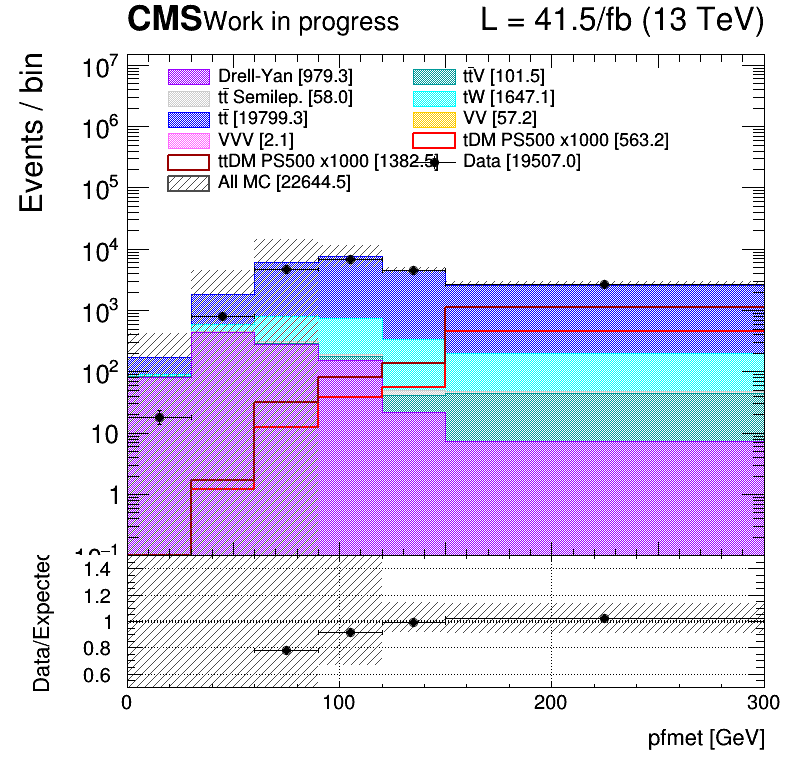 CMS Work in progress L = 41.5/fb (13 TeV)
Events / bin
10⁷
10⁶
10⁵
10⁴
10³
10²
10
1
10⁻¹
Drell-Yan [979.3] tt̄V [101.5]
tt̄ Semilep. [58.0] tW [1647.1]
tt̄ [19799.3] VV [57.2]
VVV [2.1] tDM PS500 x1000 [563.2]
ttDM PS500 x1000 [1382.5] Data [19507.0]
All MC [22644.5]
Data/Expected
1.4
1.2
1
0.8
0.6
0 100 200 300
pfmet [GeV]